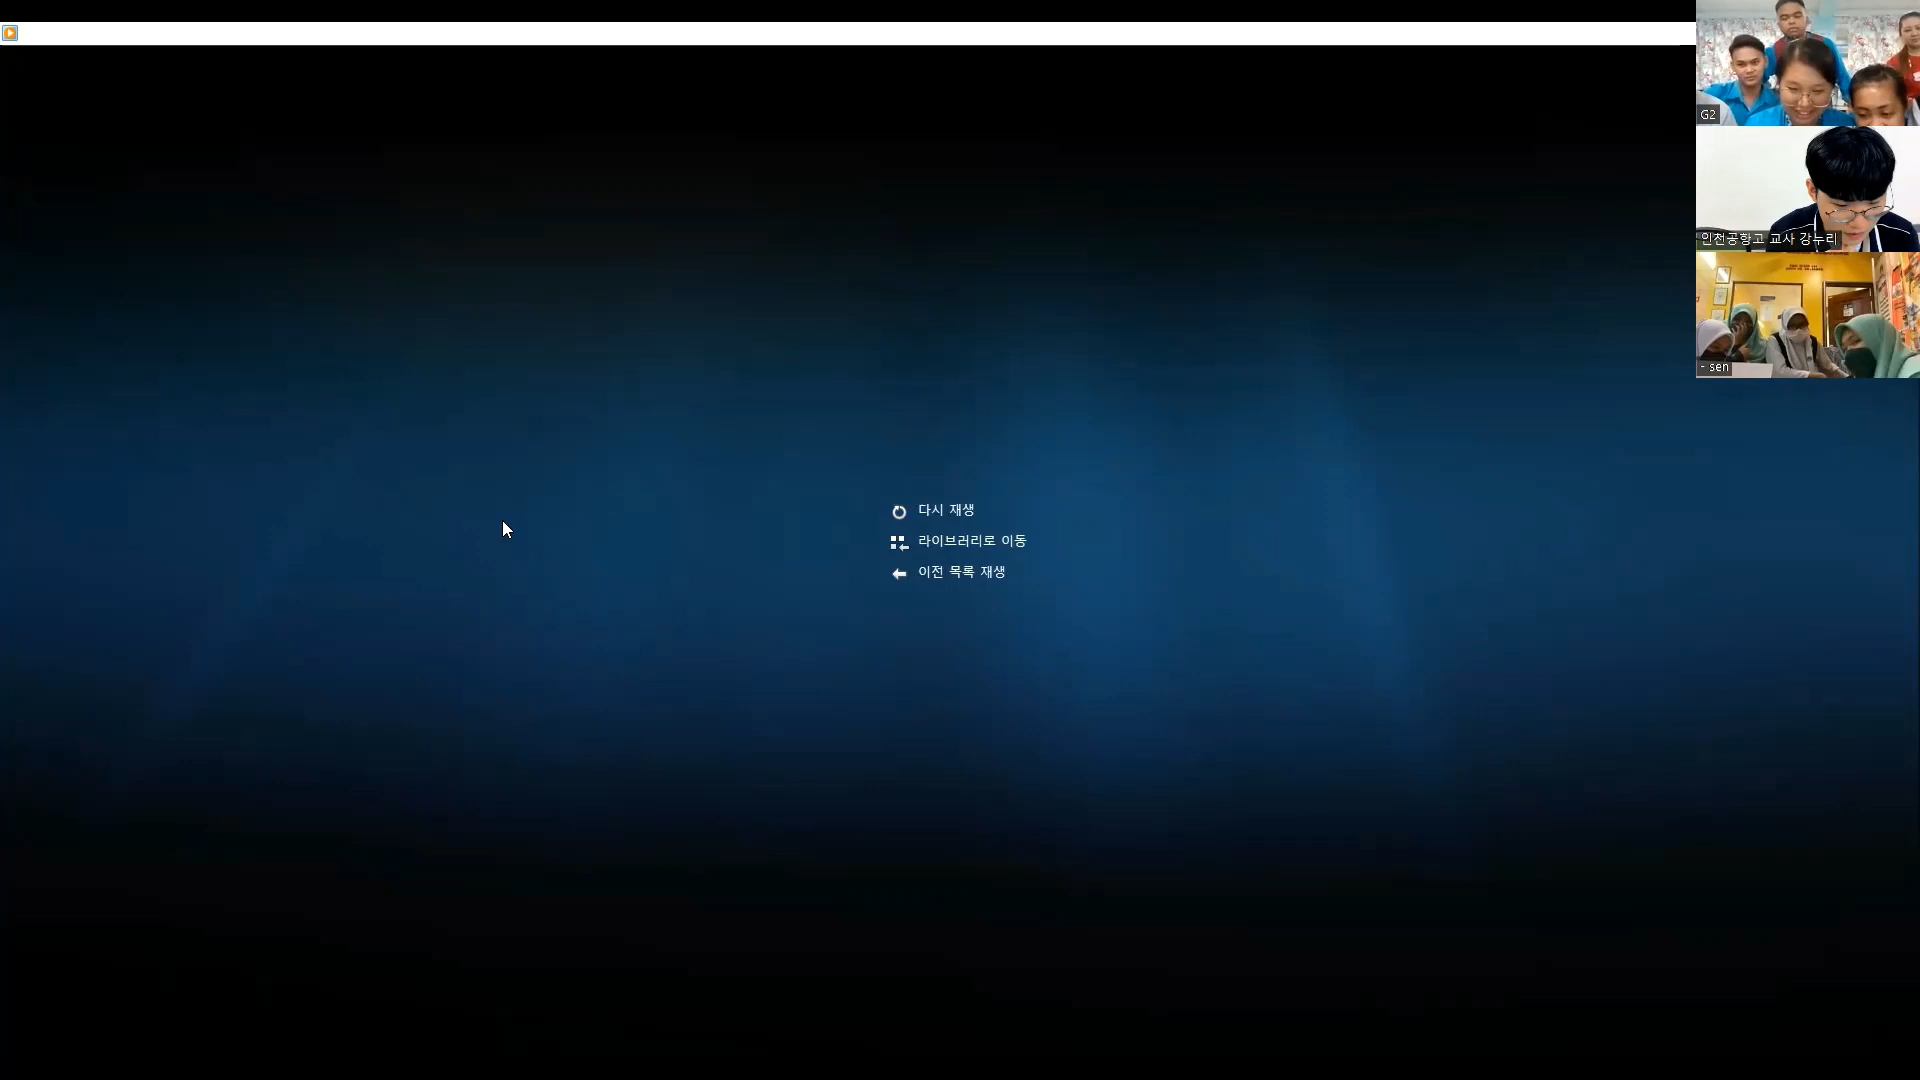 G2
인천공항고 교사 강누리
- sen
다시 재생
라이브러리로 이동
이전 목록 재생